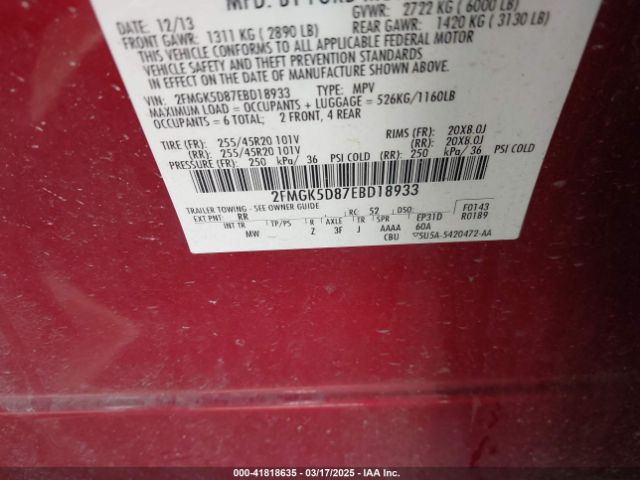 MFD. BY FORD
DATE: 12/13 GVWR: 2722 KG ( 6000 LB)
FRONT GAWR: 1311 KG ( 2890 LB) REAR GAWR: 1420 KG ( 3130 LB)
THIS VEHICLE CONFORMS TO ALL APPLICABLE FEDERAL MOTOR
VEHICLE SAFETY AND THEFT PREVENTION STANDARDS
IN EFFECT ON THE DATE OF MANUFACTURE SHOWN ABOVE.
VIN: 2FMGK5D87EBD18933 TYPE: MPV
MAXIMUM LOAD = OCCUPANTS + LUGGAGE = 526KG/1160LB
OCCUPANTS = 6 TOTAL; 2 FRONT, 4 REAR
TIRE (FR): 255/45R20 101V RIMS (FR): 20X8.0J
(RR): 255/45R20 101V (RR): 20X8.0J
PRESSURE (FR): 250 kPa/ 36 PSI COLD (RR): 250 kPa/ 36 PSI COLD
2FMGK5D87EBD18933
TRAILER TOWING - SEE OWNER GUIDE
EXT PNT: RR RC: 52 DSO: F0143
INT TR TP/PS R AXLE TR SPR EP31D R0189
MW 2 3F J AAAA 60A
CBU ▽5U5A-5420472-AA
00-41818635 - 03/17/2025 - IAA Inc.